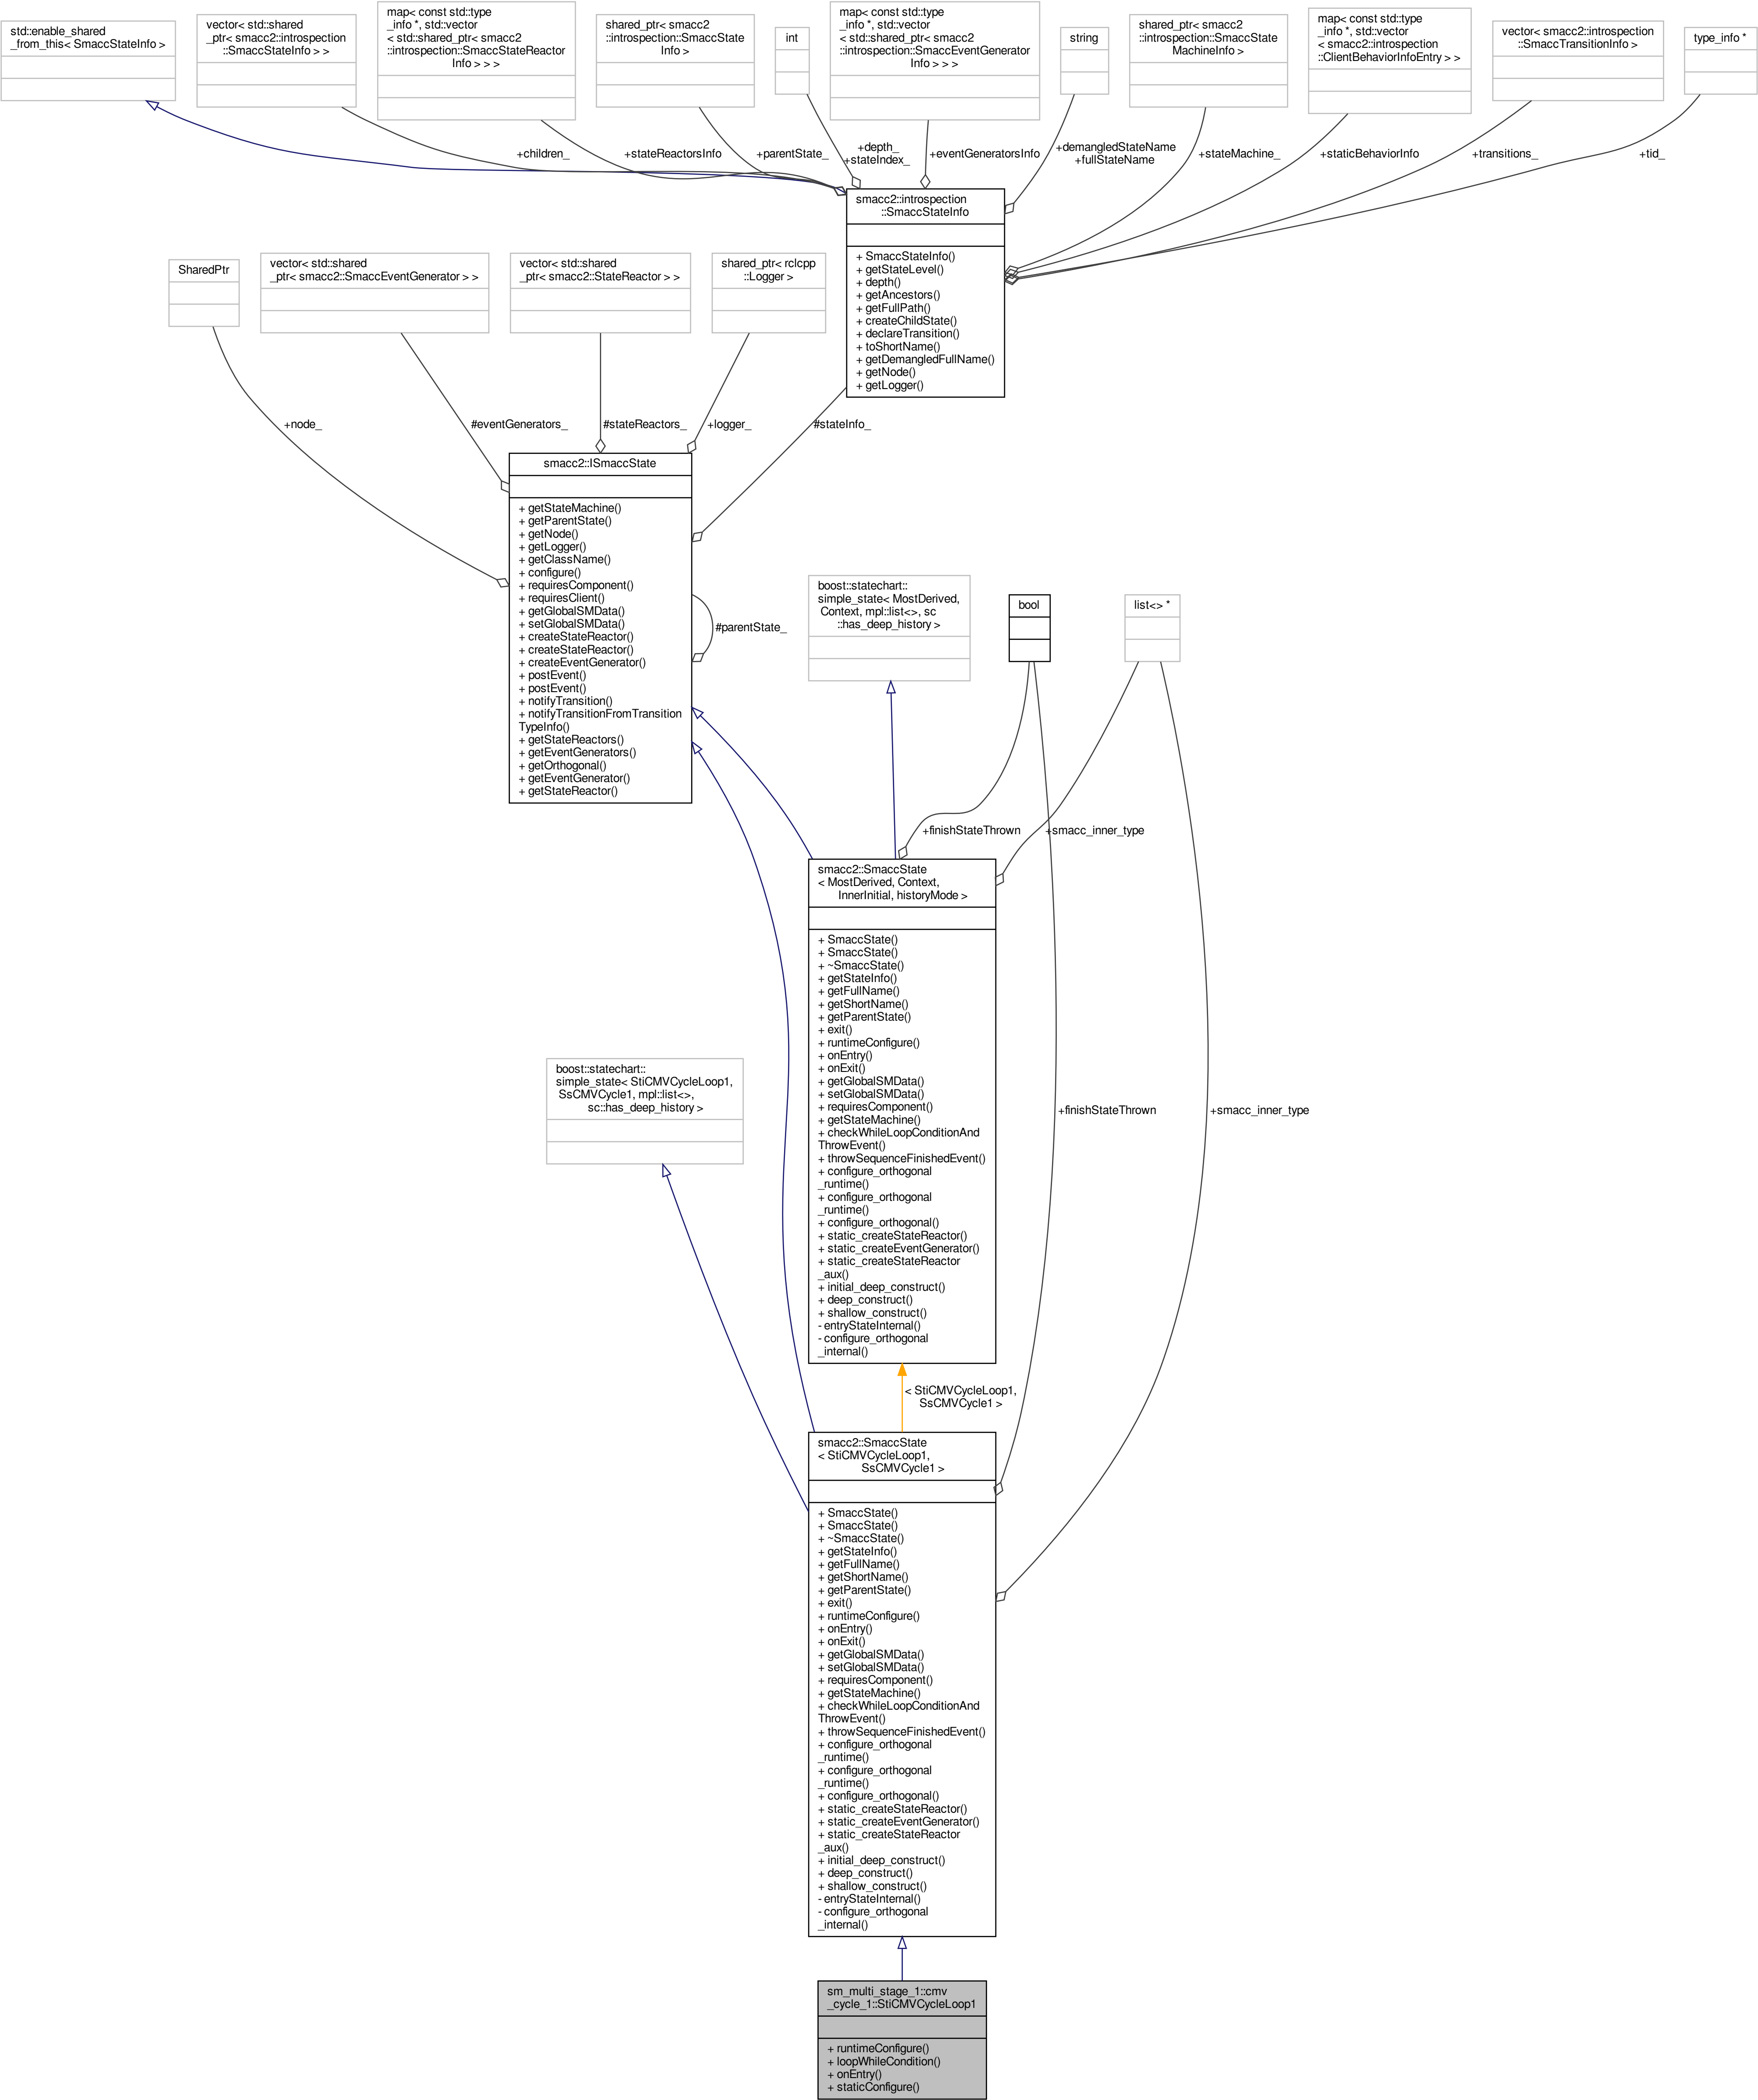 std::enable_shared
_from_this< SmaccStateInfo >
vector< std::shared
_ptr< smacc2::introspection
::SmaccStateInfo > >
map< const std::type
_info *, std::vector
< std::shared_ptr< smacc2
::introspection::SmaccStateReactor
Info > > >
shared_ptr< smacc2
::introspection::SmaccState
Info >
int
map< const std::type
_info *, std::vector
< std::shared_ptr< smacc2
::introspection::SmaccEventGenerator
Info > > >
string
shared_ptr< smacc2
::introspection::SmaccState
MachineInfo >
map< const std::type
_info *, std::vector
< smacc2::introspection
::ClientBehaviorInfoEntry > >
vector< smacc2::introspection
::SmaccTransitionInfo >
type_info *
+children_
+stateReactorsInfo
+parentState_
+depth_
+stateIndex_
+eventGeneratorsInfo
+demangledStateName
+fullStateName
+stateMachine_
+staticBehaviorInfo
+transitions_
+tid_
smacc2::introspection
::SmaccStateInfo
+ SmaccStateInfo()
+ getStateLevel()
+ depth()
+ getAncestors()
+ getFullPath()
+ createChildState()
+ declareTransition()
+ toShortName()
+ getDemangledFullName()
+ getNode()
+ getLogger()
SharedPtr
vector< std::shared
_ptr< smacc2::SmaccEventGenerator > >
vector< std::shared
_ptr< smacc2::StateReactor > >
shared_ptr< rclcpp
::Logger >
+node_
#eventGenerators_
#stateReactors_
+logger_
#stateInfo_
smacc2::ISmaccState
+ getStateMachine()
+ getParentState()
+ getNode()
+ getLogger()
+ getClassName()
+ configure()
+ requiresComponent()
+ requiresClient()
+ getGlobalSMData()
+ setGlobalSMData()
+ createStateReactor()
+ createStateReactor()
+ createEventGenerator()
+ postEvent()
+ postEvent()
+ notifyTransition()
+ notifyTransitionFromTransition
TypeInfo()
+ getStateReactors()
+ getEventGenerators()
+ getOrthogonal()
+ getEventGenerator()
+ getStateReactor()
#parentState_
boost::statechart::
simple_state< MostDerived,
Context, mpl::list<>, sc
::has_deep_history >
bool
list<> *
+finishStateThrown
+smacc_inner_type
smacc2::SmaccState
< MostDerived, Context,
InnerInitial, historyMode >
+ SmaccState()
+ SmaccState()
+ ~SmaccState()
+ getStateInfo()
+ getFullName()
+ getShortName()
+ getParentState()
+ exit()
+ runtimeConfigure()
+ onEntry()
+ onExit()
+ getGlobalSMData()
+ setGlobalSMData()
+ requiresComponent()
+ getStateMachine()
+ checkWhileLoopConditionAnd
ThrowEvent()
+ throwSequenceFinishedEvent()
+ configure_orthogonal
_runtime()
+ configure_orthogonal
_runtime()
+ configure_orthogonal()
+ static_createStateReactor()
+ static_createEventGenerator()
+ static_createStateReactor
_aux()
+ initial_deep_construct()
+ deep_construct()
+ shallow_construct()
- entryStateInternal()
- configure_orthogonal
_internal()
boost::statechart::
simple_state< StiCMVCycleLoop1,
SsCMVCycle1, mpl::list<>,
sc::has_deep_history >
+finishStateThrown
+smacc_inner_type
< StiCMVCycleLoop1,
SsCMVCycle1 >
smacc2::SmaccState
< StiCMVCycleLoop1,
SsCMVCycle1 >
+ SmaccState()
+ SmaccState()
+ ~SmaccState()
+ getStateInfo()
+ getFullName()
+ getShortName()
+ getParentState()
+ exit()
+ runtimeConfigure()
+ onEntry()
+ onExit()
+ getGlobalSMData()
+ setGlobalSMData()
+ requiresComponent()
+ getStateMachine()
+ checkWhileLoopConditionAnd
ThrowEvent()
+ throwSequenceFinishedEvent()
+ configure_orthogonal
_runtime()
+ configure_orthogonal
_runtime()
+ configure_orthogonal()
+ static_createStateReactor()
+ static_createEventGenerator()
+ static_createStateReactor
_aux()
+ initial_deep_construct()
+ deep_construct()
+ shallow_construct()
- entryStateInternal()
- configure_orthogonal
_internal()
sm_multi_stage_1::cmv
_cycle_1::StiCMVCycleLoop1
+ runtimeConfigure()
+ loopWhileCondition()
+ onEntry()
+ staticConfigure()